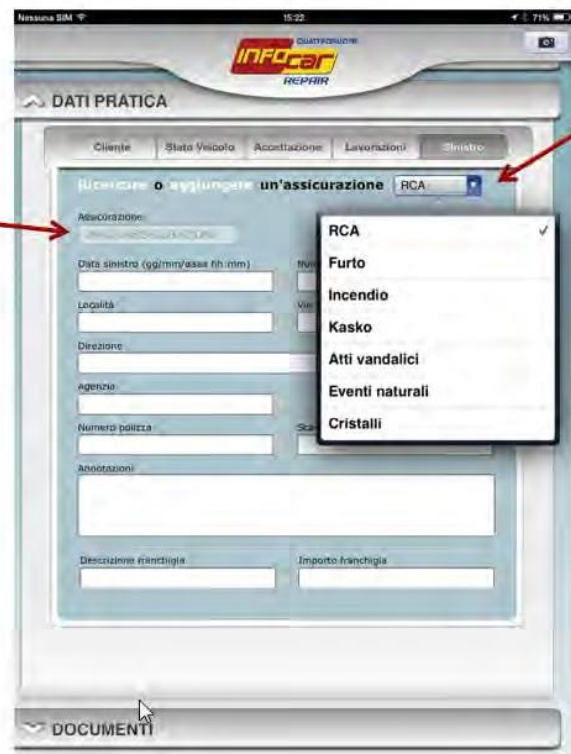 Nessuna SIM 15:22 71%
QUATTRORUOTE
INFOcar
REPAIR
DATI PRATICA
Cliente Stato Veicolo Accettazione Lavorazioni Sinistro
Ricercare o aggiungere un'assicurazione RCA
Assicurazione
Data sinistro (gg/mm/aaaa hh:mm)
Località
Direzione
Agenzia
Numero polizza
RCA ✓
Furto
Incendio
Kasko
Atti vandalici
Eventi naturali
Cristalli
Annotazioni
Descrizione franchigia Importo franchigia
DOCUMENTI